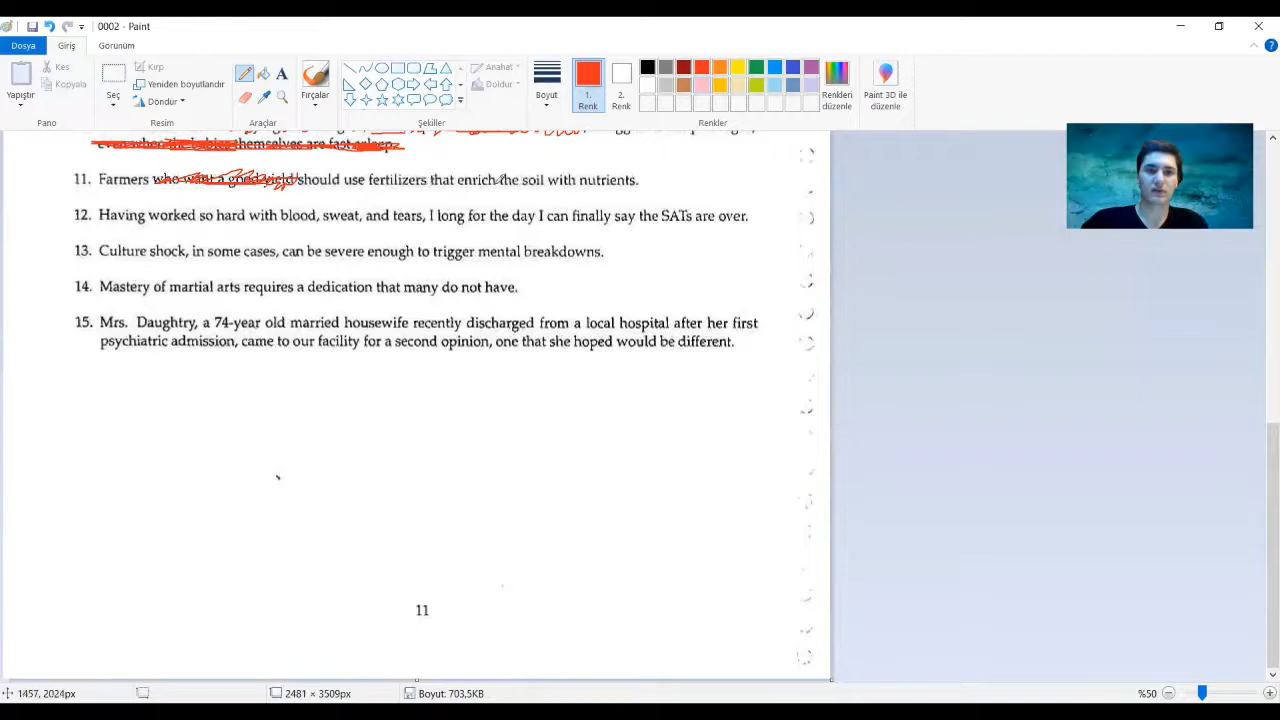 0002 - Paint
Dosya Giriş Görünüm
Yapıştır
Kes
Kopyala
Seç
Kırp
Yeniden boyutlandır
Döndür
Fırçalar
Anahat
Doldur
Boyut
1. Renk
2. Renk
Renkleri düzenle
Paint 3D ile düzenle
Pano Resim Araçlar Şekiller Renkler
themselves are fast asleep.
11. Farmers who want a good yield should use fertilizers that enrich the soil with nutrients.
12. Having worked so hard with blood, sweat, and tears, I long for the day I can finally say the SATs are over.
13. Culture shock, in some cases, can be severe enough to trigger mental breakdowns.
14. Mastery of martial arts requires a dedication that many do not have.
15. Mrs. Daughtry, a 74-year old married housewife recently discharged from a local hospital after her first
psychiatric admission, came to our facility for a second opinion, one that she hoped would be different.
11
1457, 2024px 2481 × 3509px Boyut: 703,5KB %50